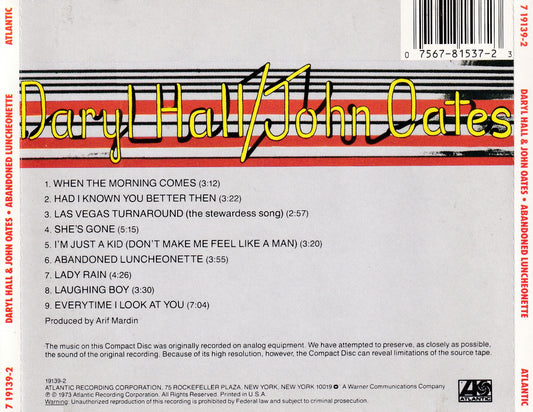 ATLANTIC
DARYL HALL & JOHN OATES • ABANDONED LUNCHEONETTE
7 19139-2
7 19139-2
DARYL HALL & JOHN OATES • ABANDONED LUNCHEONETTE
ATLANTIC
0 7567-81537-2 3
Daryl Hall/John Oates
1. WHEN THE MORNING COMES (3:12)
2. HAD I KNOWN YOU BETTER THEN (3:22)
3. LAS VEGAS TURNAROUND (the stewardess song) (2:57)
4. SHE'S GONE (5:15)
5. I'M JUST A KID (DON'T MAKE ME FEEL LIKE A MAN) (3:20)
6. ABANDONED LUNCHEONETTE (3:55)
7. LADY RAIN (4:26)
8. LAUGHING BOY (3:30)
9. EVERYTIME I LOOK AT YOU (7:04)
Produced by Arif Mardin
The music on this Compact Disc was originally recorded on analog equipment. We have attempted to preserve, as closely as possible,
the sound of the original recording. Because of its high resolution, however, the Compact Disc can reveal limitations of the source tape.
19139-2
ATLANTIC RECORDING CORPORATION, 75 ROCKEFELLER PLAZA, NEW YORK, NEW YORK 10019 A Warner Communications Company
℗ © 1973 Atlantic Recording Corporation. Printed in U.S.A.
Warning: Unauthorized reproduction of this recording is prohibited by Federal law and subject to criminal prosecution.
ATLANTIC